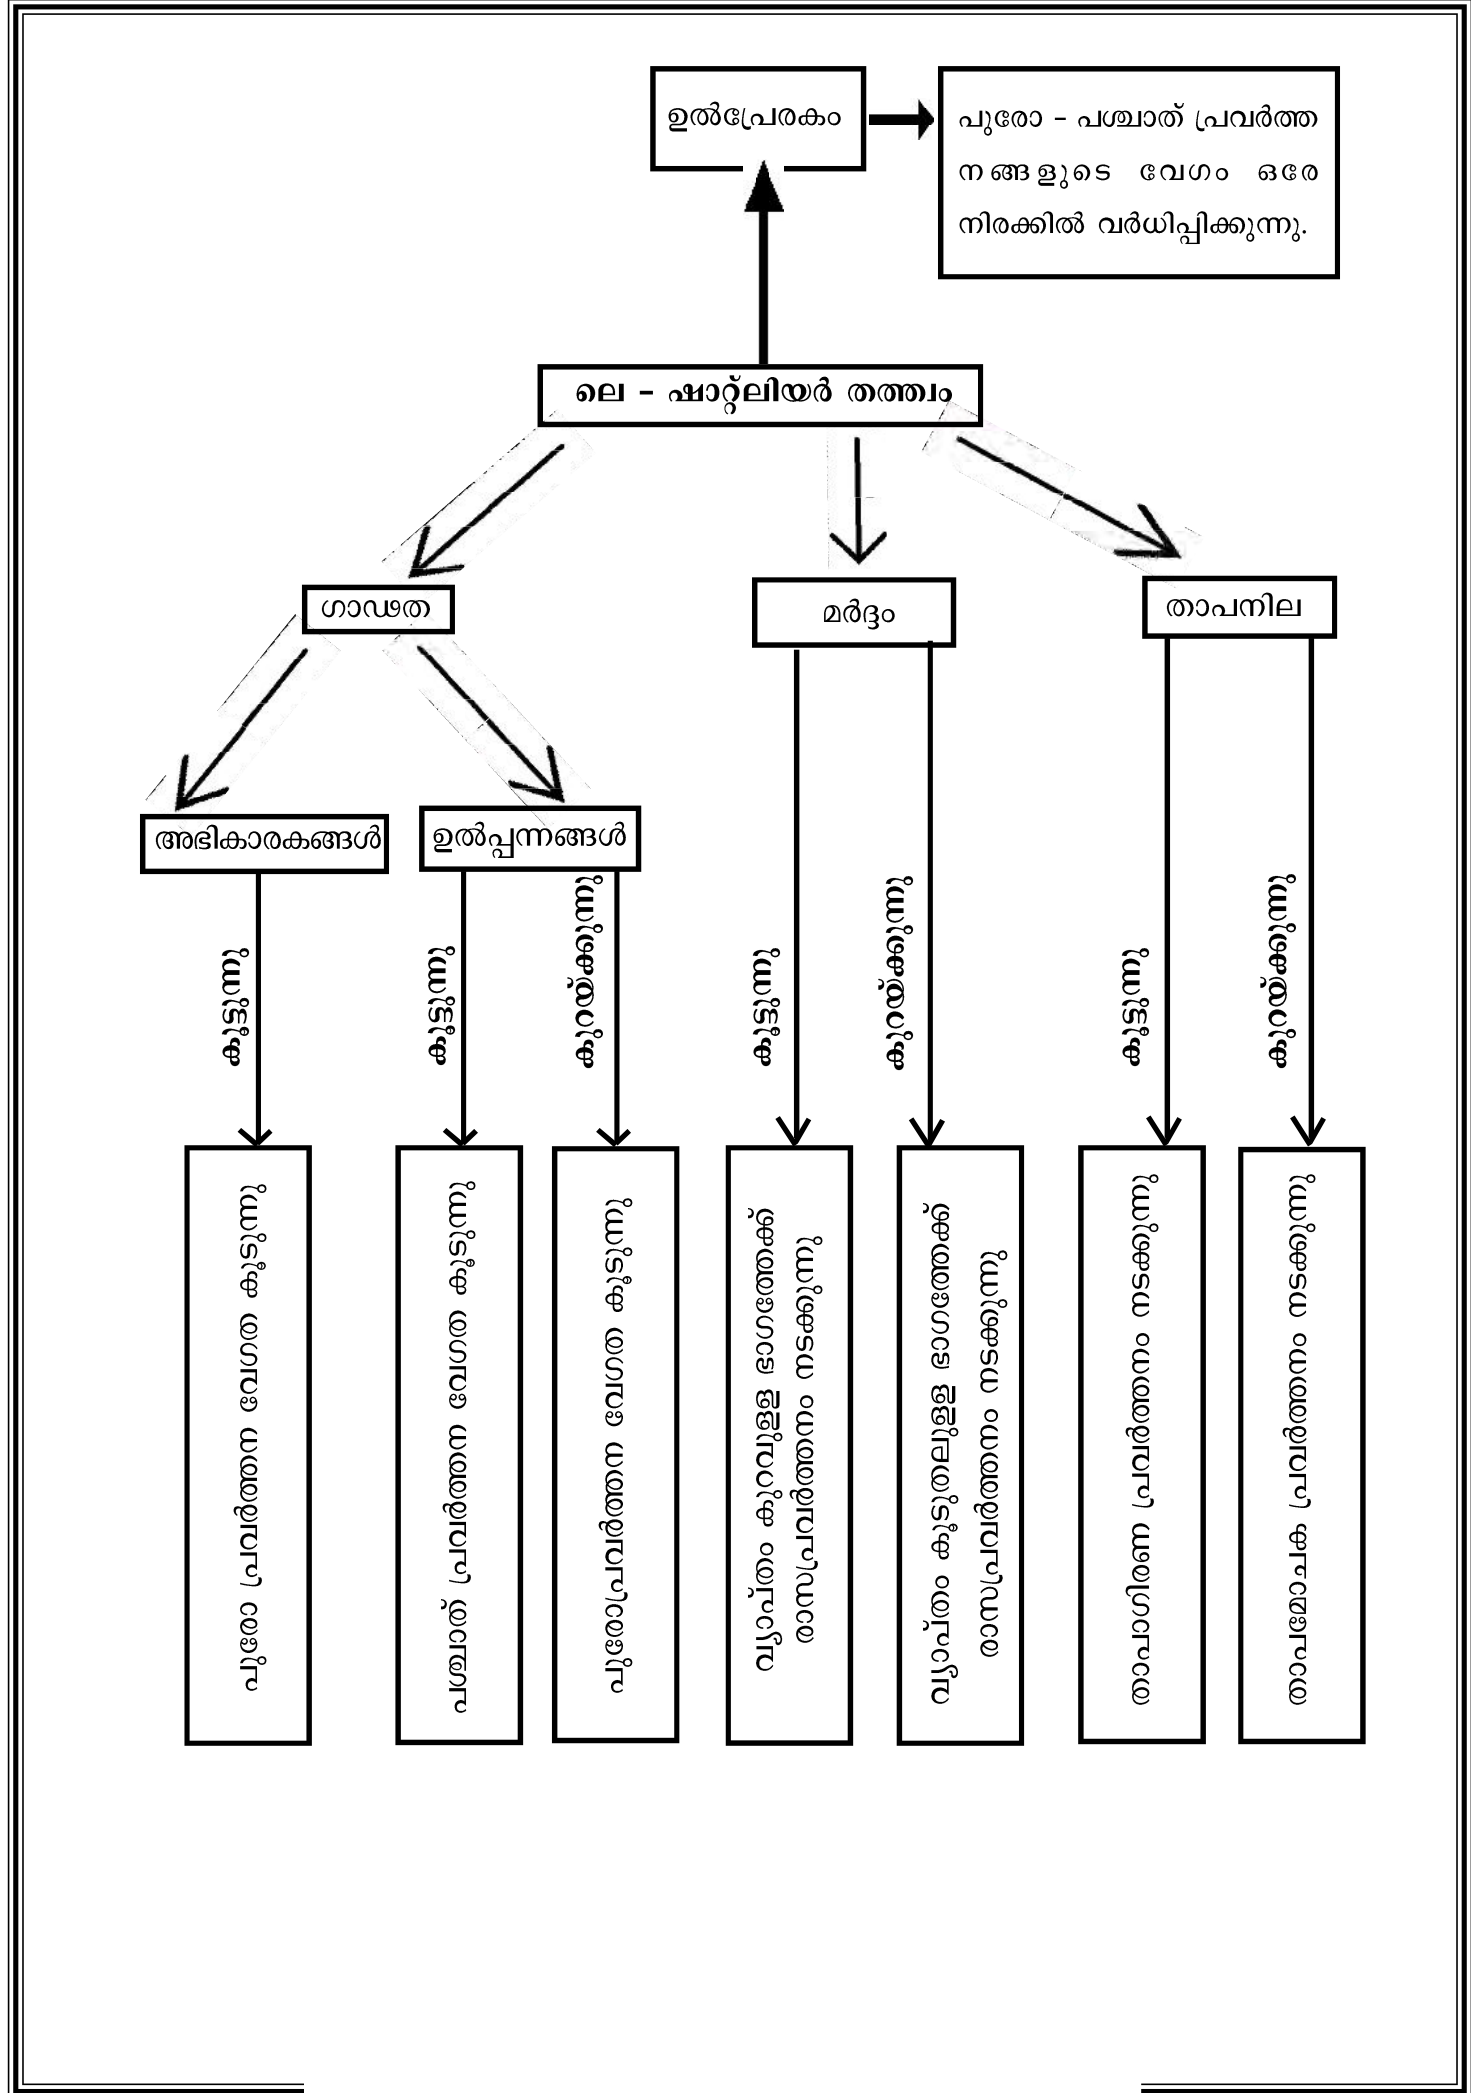 ഉൽപ്രേരകം
പുരോ - പശ്ചാത് പ്രവർത്ത
നങ്ങളുടെ വേഗം ഒരേ
നിരക്കിൽ വർധിപ്പിക്കുന്നു.
ലെ - ഷാറ്റ്ലിയർ തത്ത്വം
ഗാഢത
മർദ്ദം
താപനില
അഭികാരകങ്ങൾ
ഉൽപ്പന്നങ്ങൾ
കൂട്ടുന്നു
കൂട്ടുന്നു
കുറയ്ക്കുന്നു
കൂട്ടുന്നു
കുറയ്ക്കുന്നു
കൂട്ടുന്നു
കുറയ്ക്കുന്നു
പുരോ പ്രവർത്തന വേഗത കൂടുന്നു
പശ്ചാത് പ്രവർത്തന വേഗത കൂടുന്നു
പുരോപ്രവർത്തന വേഗത കൂടുന്നു
വ്യാപ്തം കുറവുള്ള ഭാഗത്തേക്ക്
രാസപ്രവർത്തനം നടക്കുന്നു
വ്യാപ്തം കൂടുതലുള്ള ഭാഗത്തേക്ക്
രാസപ്രവർത്തനം നടക്കുന്നു
താപാഗിരണ പ്രവർത്തനം നടക്കുന്നു
താപമോചക പ്രവർത്തനം നടക്കുന്നു